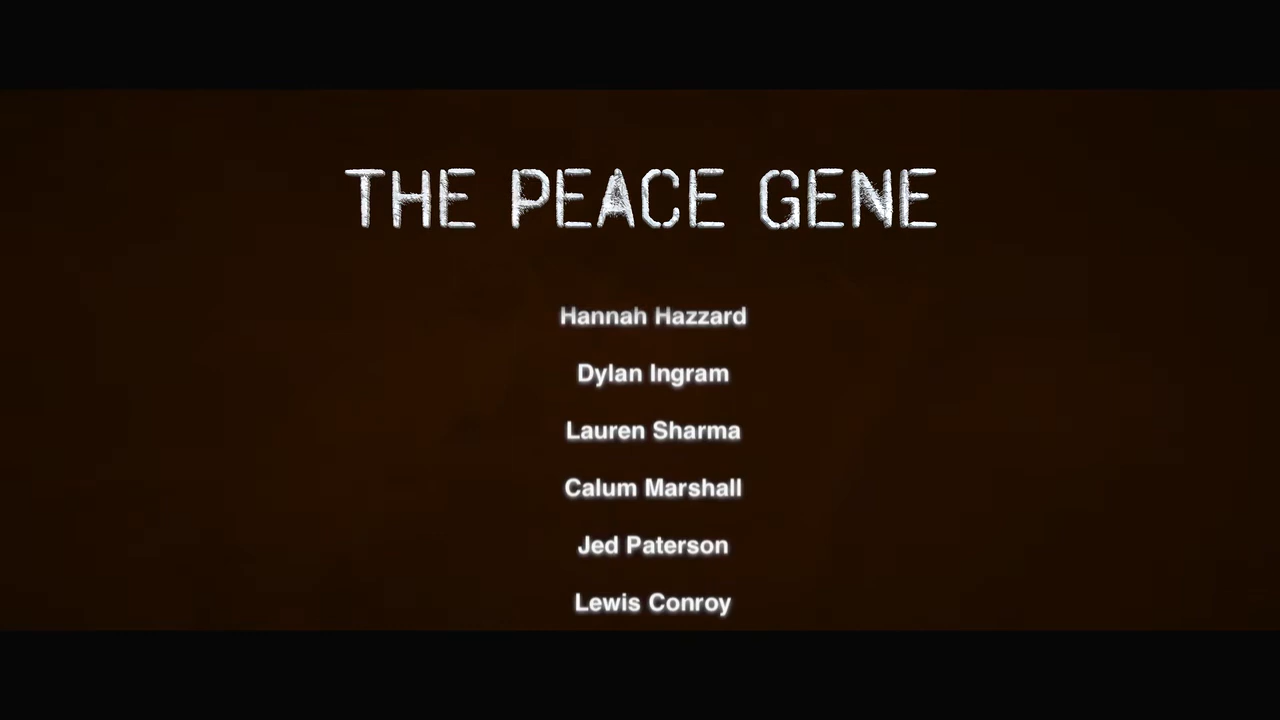 THE PEACE GENE
Hannah Hazzard
Dylan Ingram
Lauren Sharma
Calum Marshall
Jed Paterson
Lewis Conroy